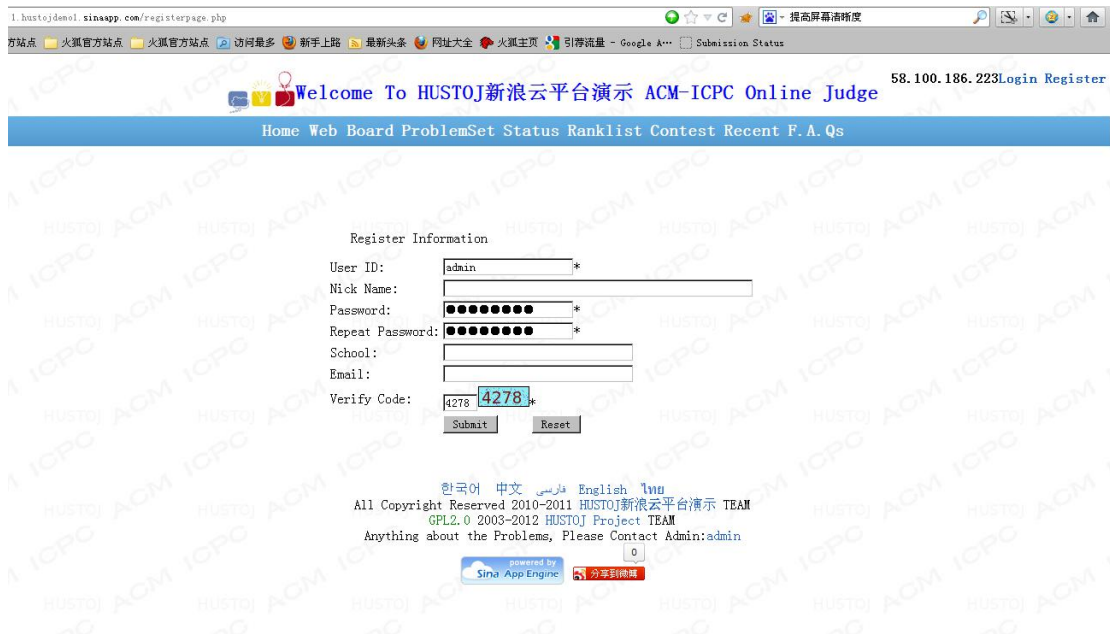 1.hustojdemo1.sinaapp.com/registerpage.php
提高屏幕清晰度
方站点 火狐官方站点 火狐官方站点 访问最多 新手上路 最新头条 网址大全 火狐主页 引荐流量 - Google A… Submission Status
Welcome To HUSTOJ新浪云平台演示 ACM-ICPC Online Judge
58.100.186.223Login Register
Home Web Board ProblemSet Status Ranklist Contest Recent F.A.Qs
Register Information
User ID: admin *
Nick Name:
Password: ●●●●●●●● *
Repeat Password: ●●●●●●●● *
School:
Email:
Verify Code: 4278 4278 *
Submit Reset
한국어 中文 فارسی English ไทย
All Copyright Reserved 2010-2011 HUSTOJ新浪云平台演示 TEAM
GPL2.0 2003-2012 HUSTOJ Project TEAM
Anything about the Problems, Please Contact Admin:admin
0
powered by
Sina App Engine 分享到微博
HUSTOJ ACM ICPC